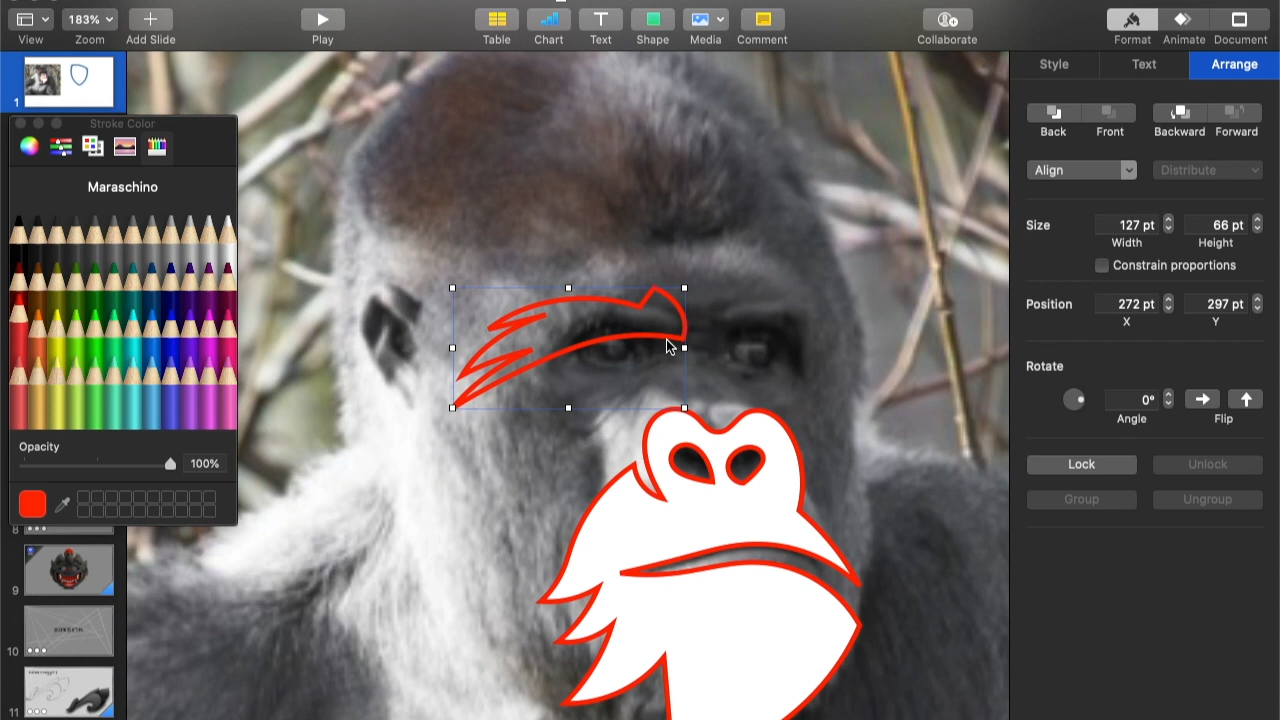 183%
View
Zoom
Add Slide
Play
Table
Chart
Text
Shape
Media
Comment
Collaborate
Format
Animate
Document
1
Stroke Color
Maraschino
Opacity
100%
8
9
10
11
Style
Text
Arrange
Back
Front
Backward
Forward
Align
Distribute
Size
127 pt
66 pt
Width
Height
Constrain proportions
Position
272 pt
297 pt
X
Y
Rotate
0°
Angle
Flip
Lock
Unlock
Group
Ungroup